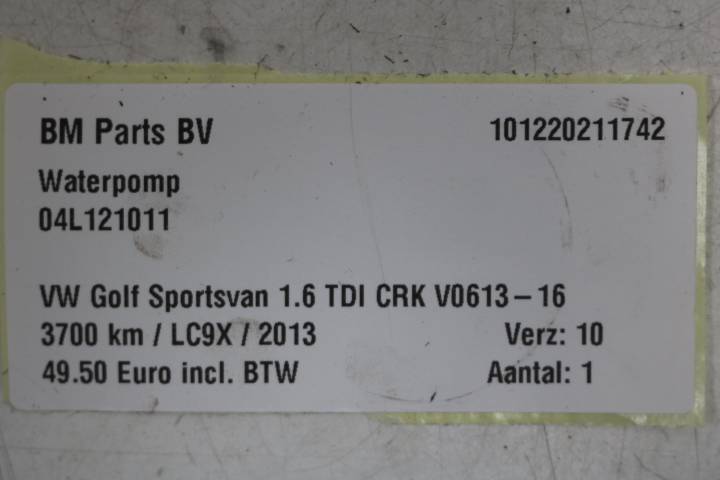 BM Parts BV 101220211742
Waterpomp
04L121011
VW Golf Sportsvan 1.6 TDI CRK V0613-16
3700 km / LC9X / 2013 Verz: 10
49.50 Euro incl. BTW Aantal: 1